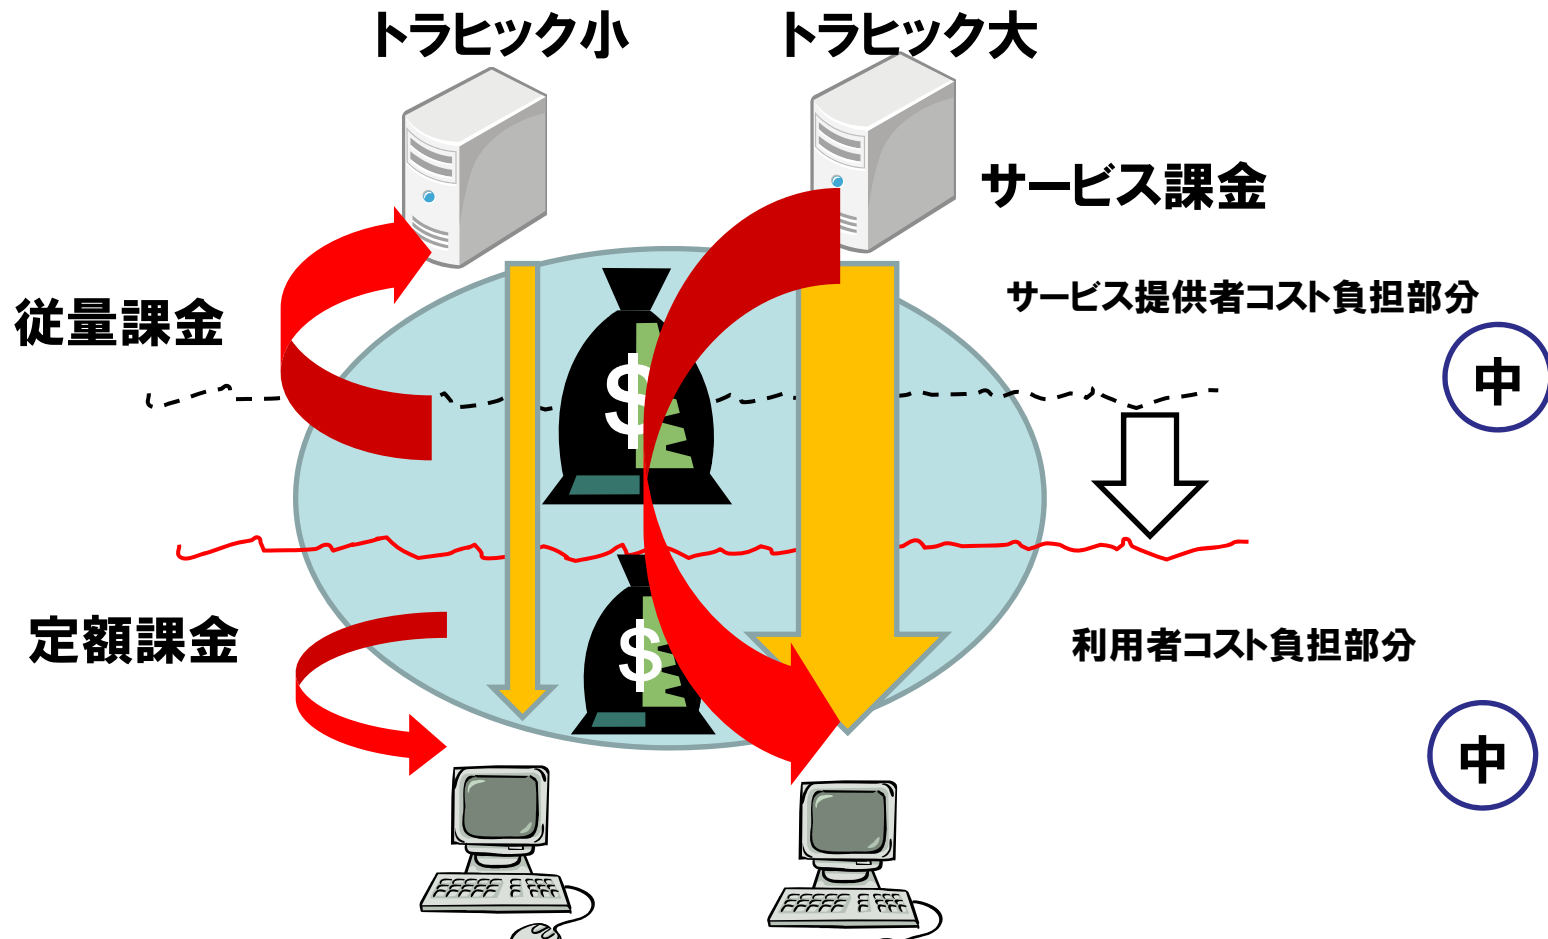 トラヒック小
トラヒック大
サービス課金
サービス提供者コスト負担部分
従量課金
中
$
$
定額課金
利用者コスト負担部分
中